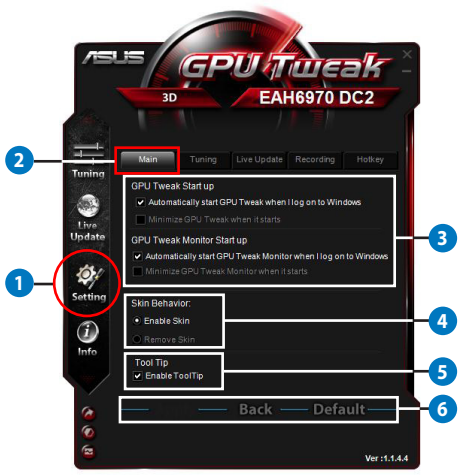 ASUS
GPU Tweak
3D
EAH6970 DC2
2
Main
Tuning
Live Update
Recording
Hotkey
Tuning
GPU Tweak Start up
Automatically start GPU Tweak when I log on to Windows
Minimize GPU Tweak when it starts
Live
Update
3
GPU Tweak Monitor Start up
Automatically start GPU Tweak Monitor when I log on to Windows
Minimize GPU Tweak Monitor when it starts
1
Setting
Skin Behavior:
Enable Skin
4
Remove Skin
Info
Tool Tip
Enable ToolTip
5
Back
Default
6
Ver :1.1.4.4